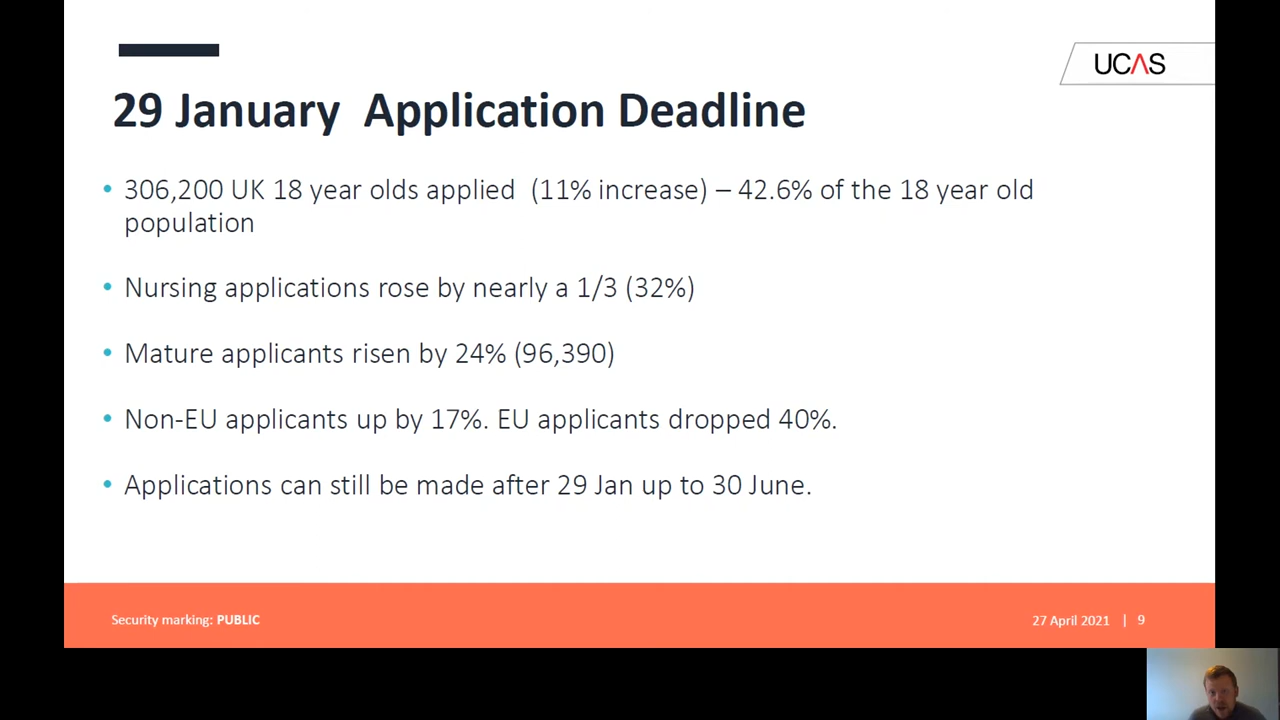 UCAS
29 January  Application Deadline
• 306,200 UK 18 year olds applied  (11% increase) – 42.6% of the 18 year old
population
• Nursing applications rose by nearly a 1/3 (32%)
• Mature applicants risen by 24% (96,390)
• Non-EU applicants up by 17%. EU applicants dropped 40%.
• Applications can still be made after 29 Jan up to 30 June.
Security marking: PUBLIC
27 April 2021 | 9